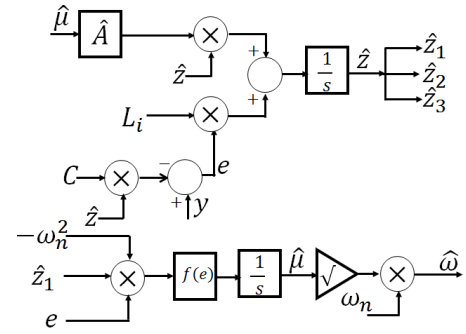 μ̂ Â × + 1/s ẑ ẑ₁
ẑ ẑ₂
Lᵢ × + ẑ₃
C × − e
ẑ + y
−ωₙ²
ẑ₁ × f(e) 1/s μ̂ √ × ω̂
e ωₙ